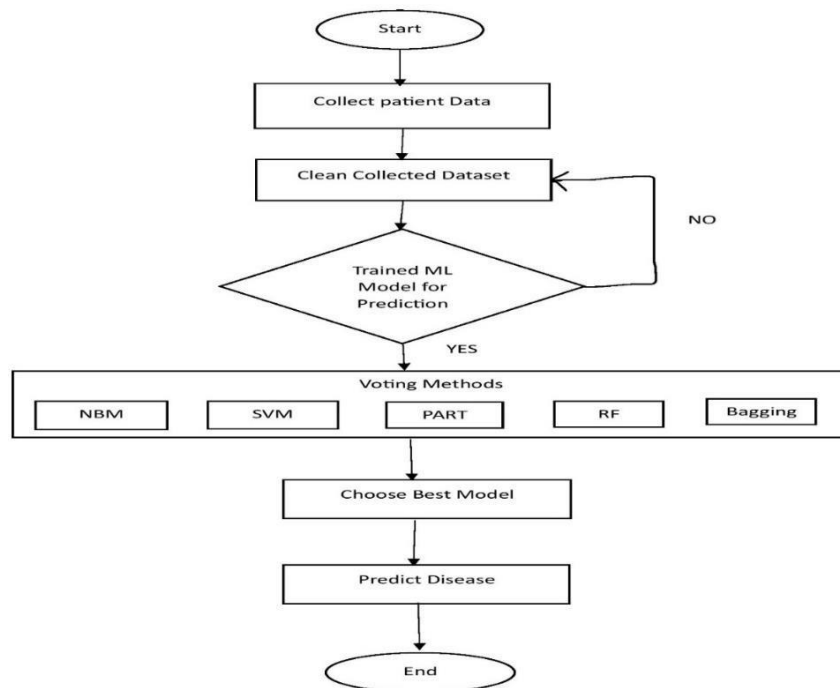 Start
Collect patient Data
Clean Collected Dataset
NO
Trained ML
Model for
Prediction
YES
Voting Methods
NBM
SVM
PART
RF
Bagging
Choose Best Model
Predict Disease
End